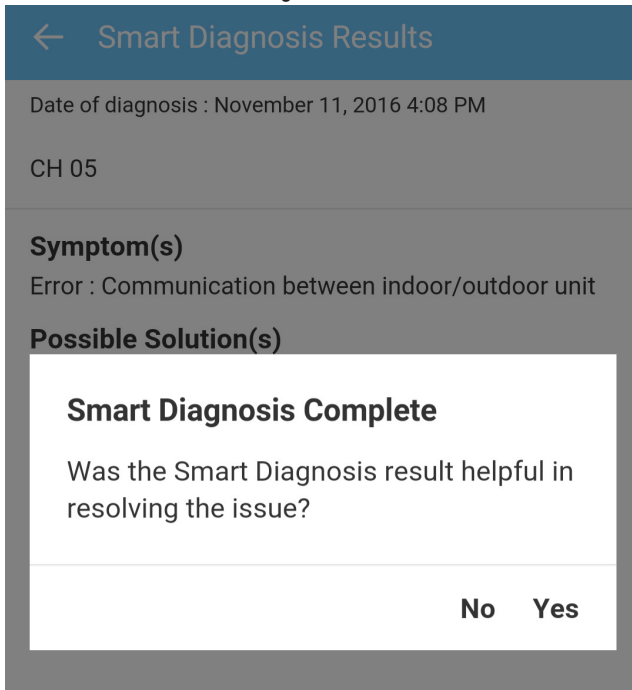 Smart Diagnosis Results
Date of diagnosis : November 11, 2016 4:08 PM
CH 05
Symptom(s)
Error : Communication between indoor/outdoor unit
Possible Solution(s)
Smart Diagnosis Complete
Was the Smart Diagnosis result helpful in
resolving the issue?
No Yes